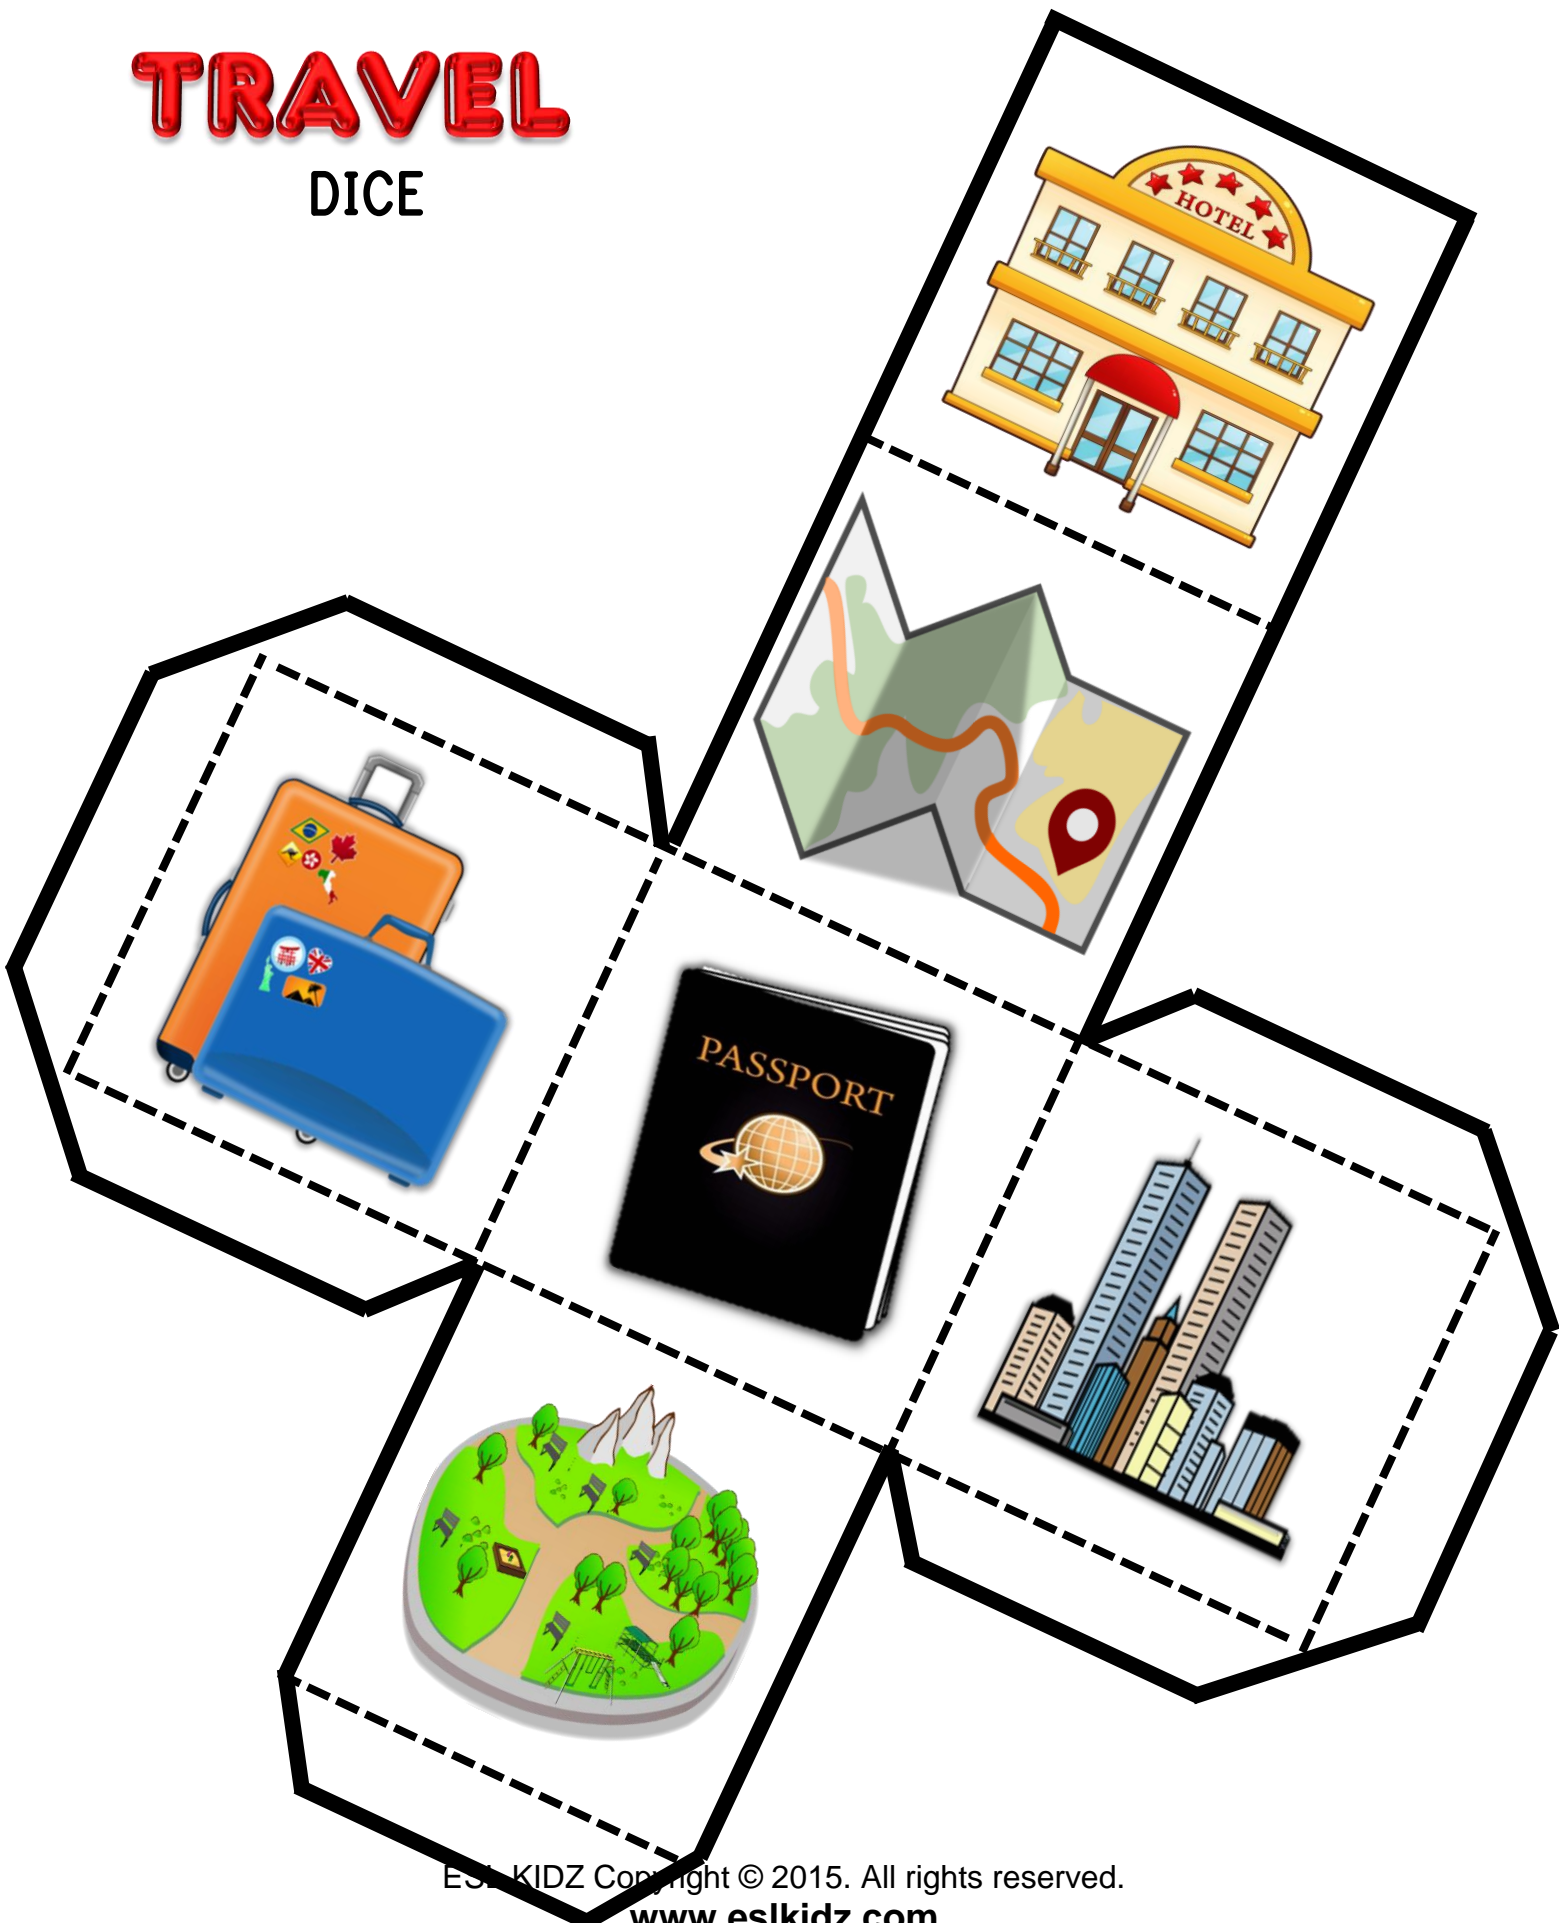 TRAVEL
DICE
HOTEL
PASSPORT
ESL KIDZ Copyright © 2015. All rights reserved.
www.eslkidz.com